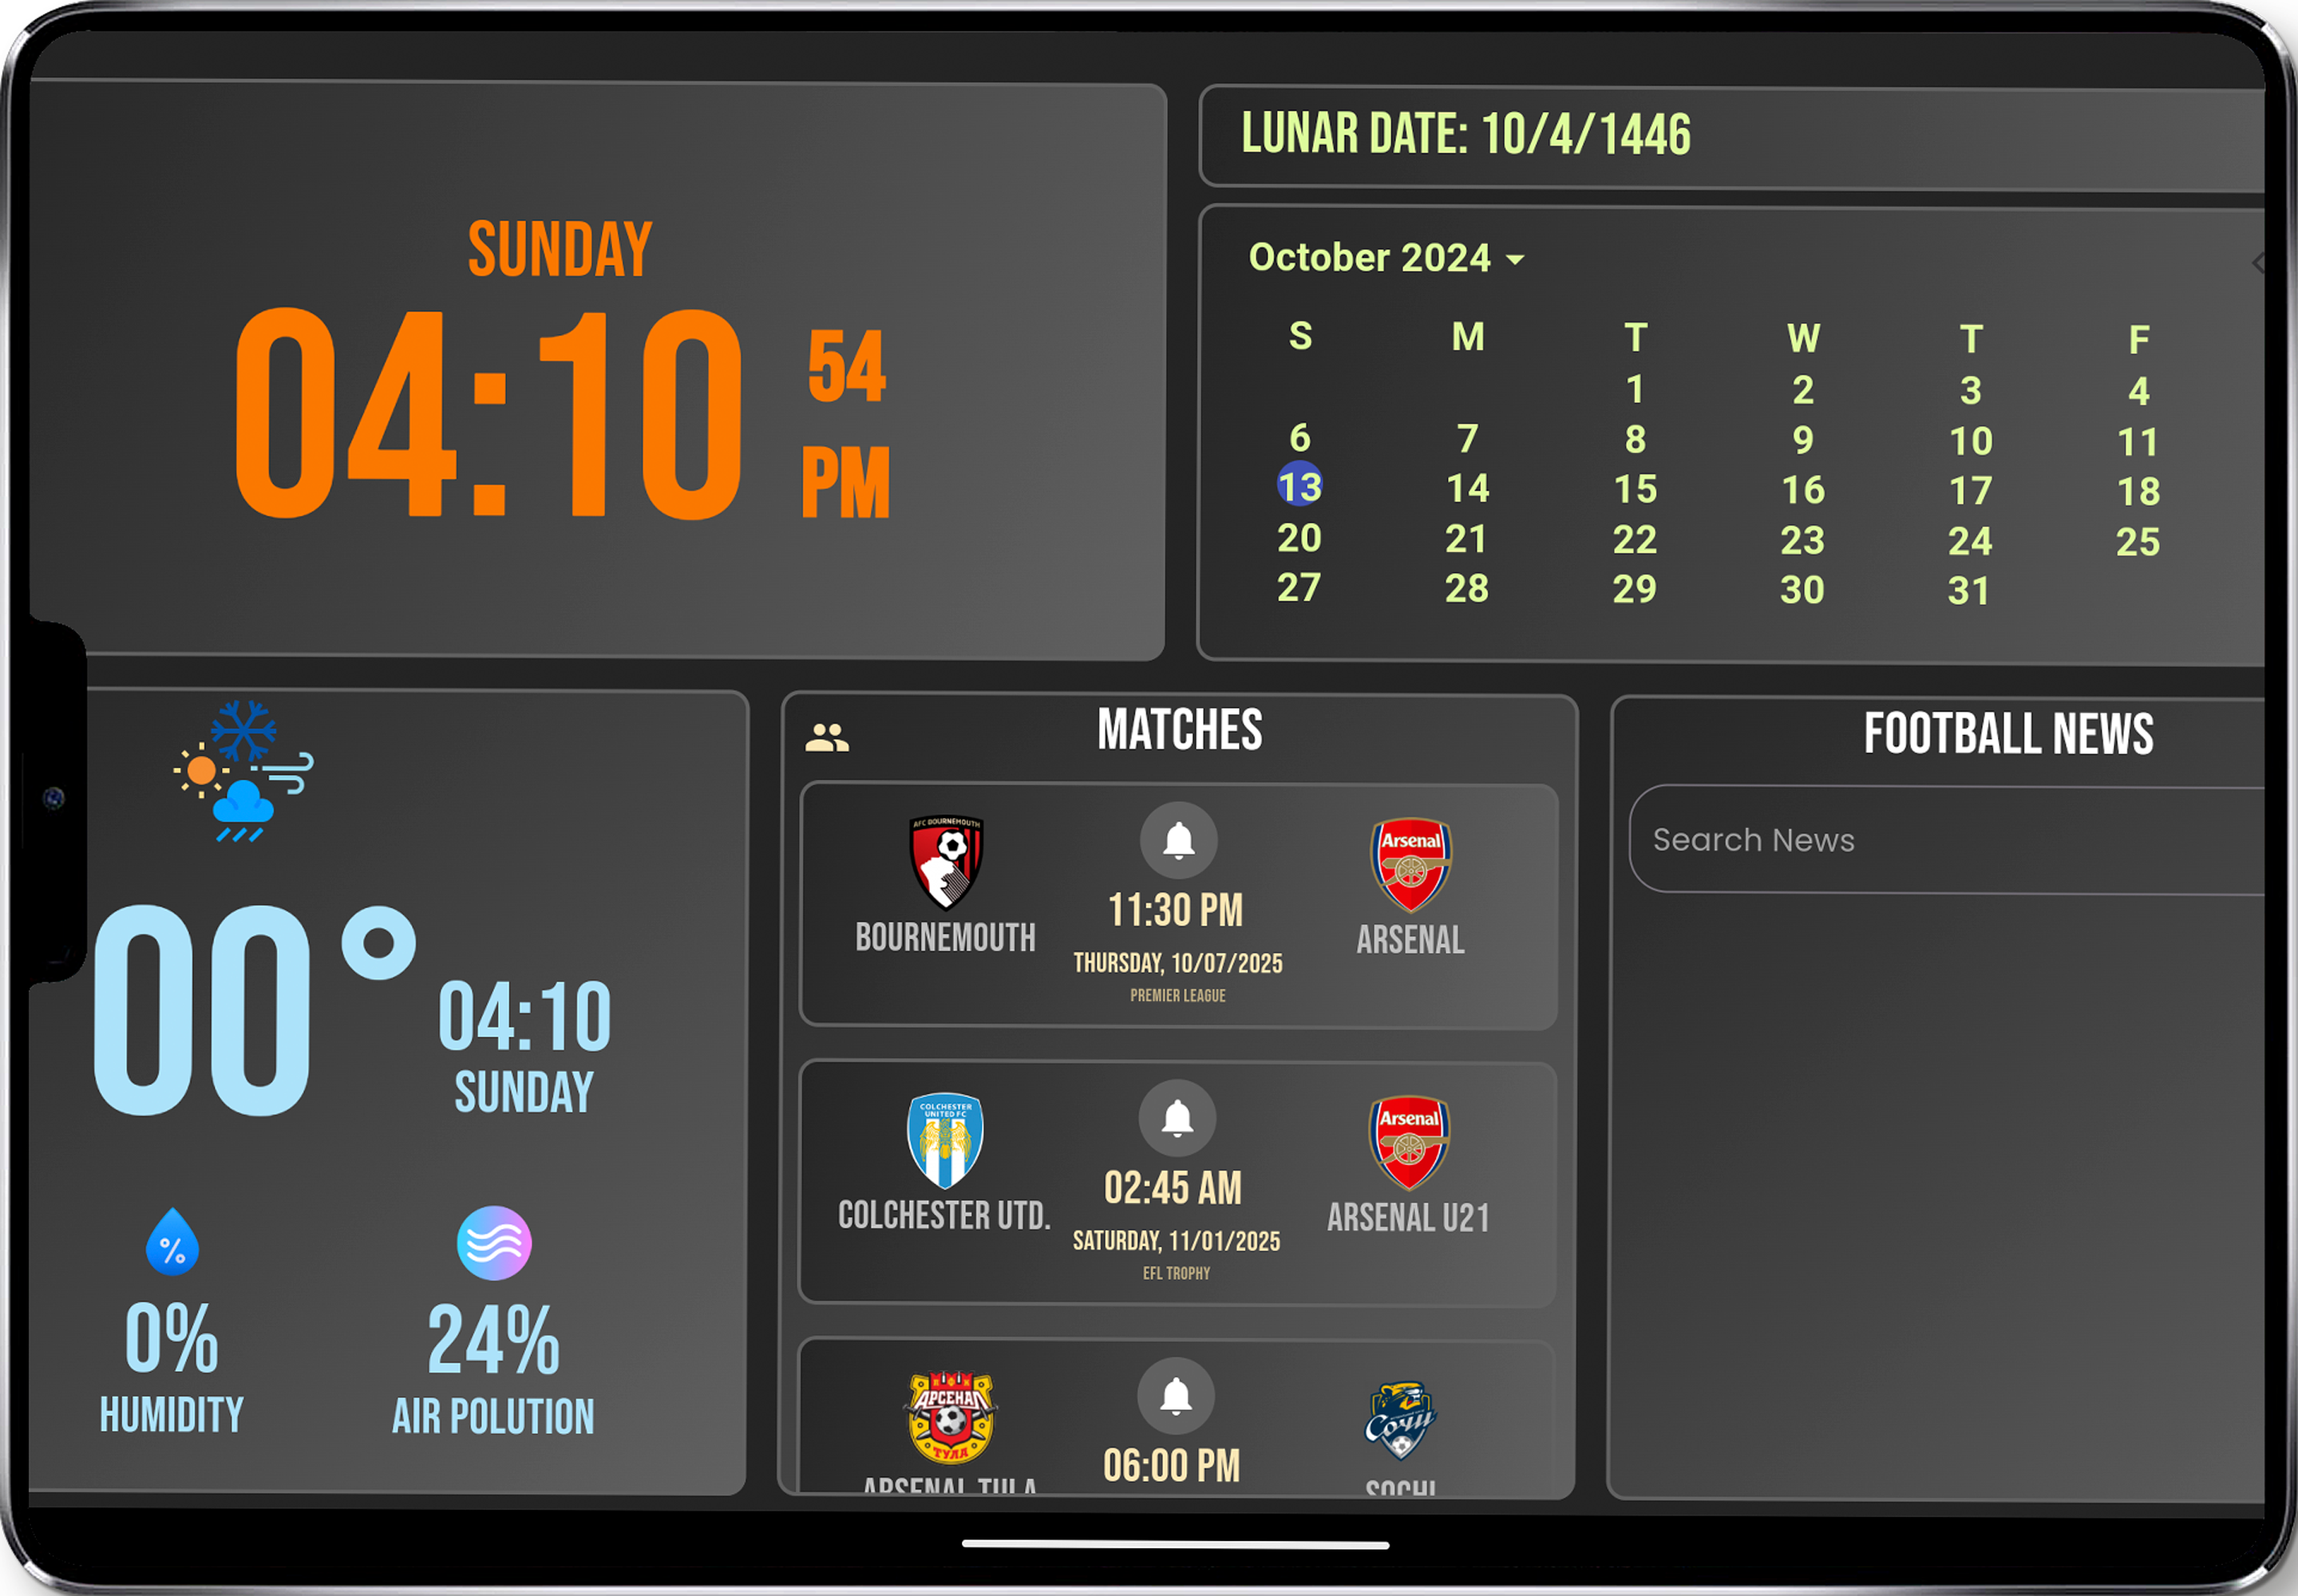 SUNDAY
04:10
54
PM
LUNAR DATE: 10/4/1446
October 2024
S M T W T F
1 2 3 4
6 7 8 9 10 11
13 14 15 16 17 18
20 21 22 23 24 25
27 28 29 30 31
00°
04:10
SUNDAY
%
0%
HUMIDITY
24%
AIR POLUTION
MATCHES
AFC BOURNEMOUTH
BOURNEMOUTH
11:30 PM
THURSDAY, 10/07/2025
PREMIER LEAGUE
Arsenal
ARSENAL
COLCHESTER
UNITED FC
COLCHESTER UTD.
02:45 AM
SATURDAY, 11/01/2025
EFL TROPHY
Arsenal
ARSENAL U21
АРСЕНАЛ
ТУЛА
ARSENAL TULA
06:00 PM
Сочи
SOCHI
FOOTBALL NEWS
Search News